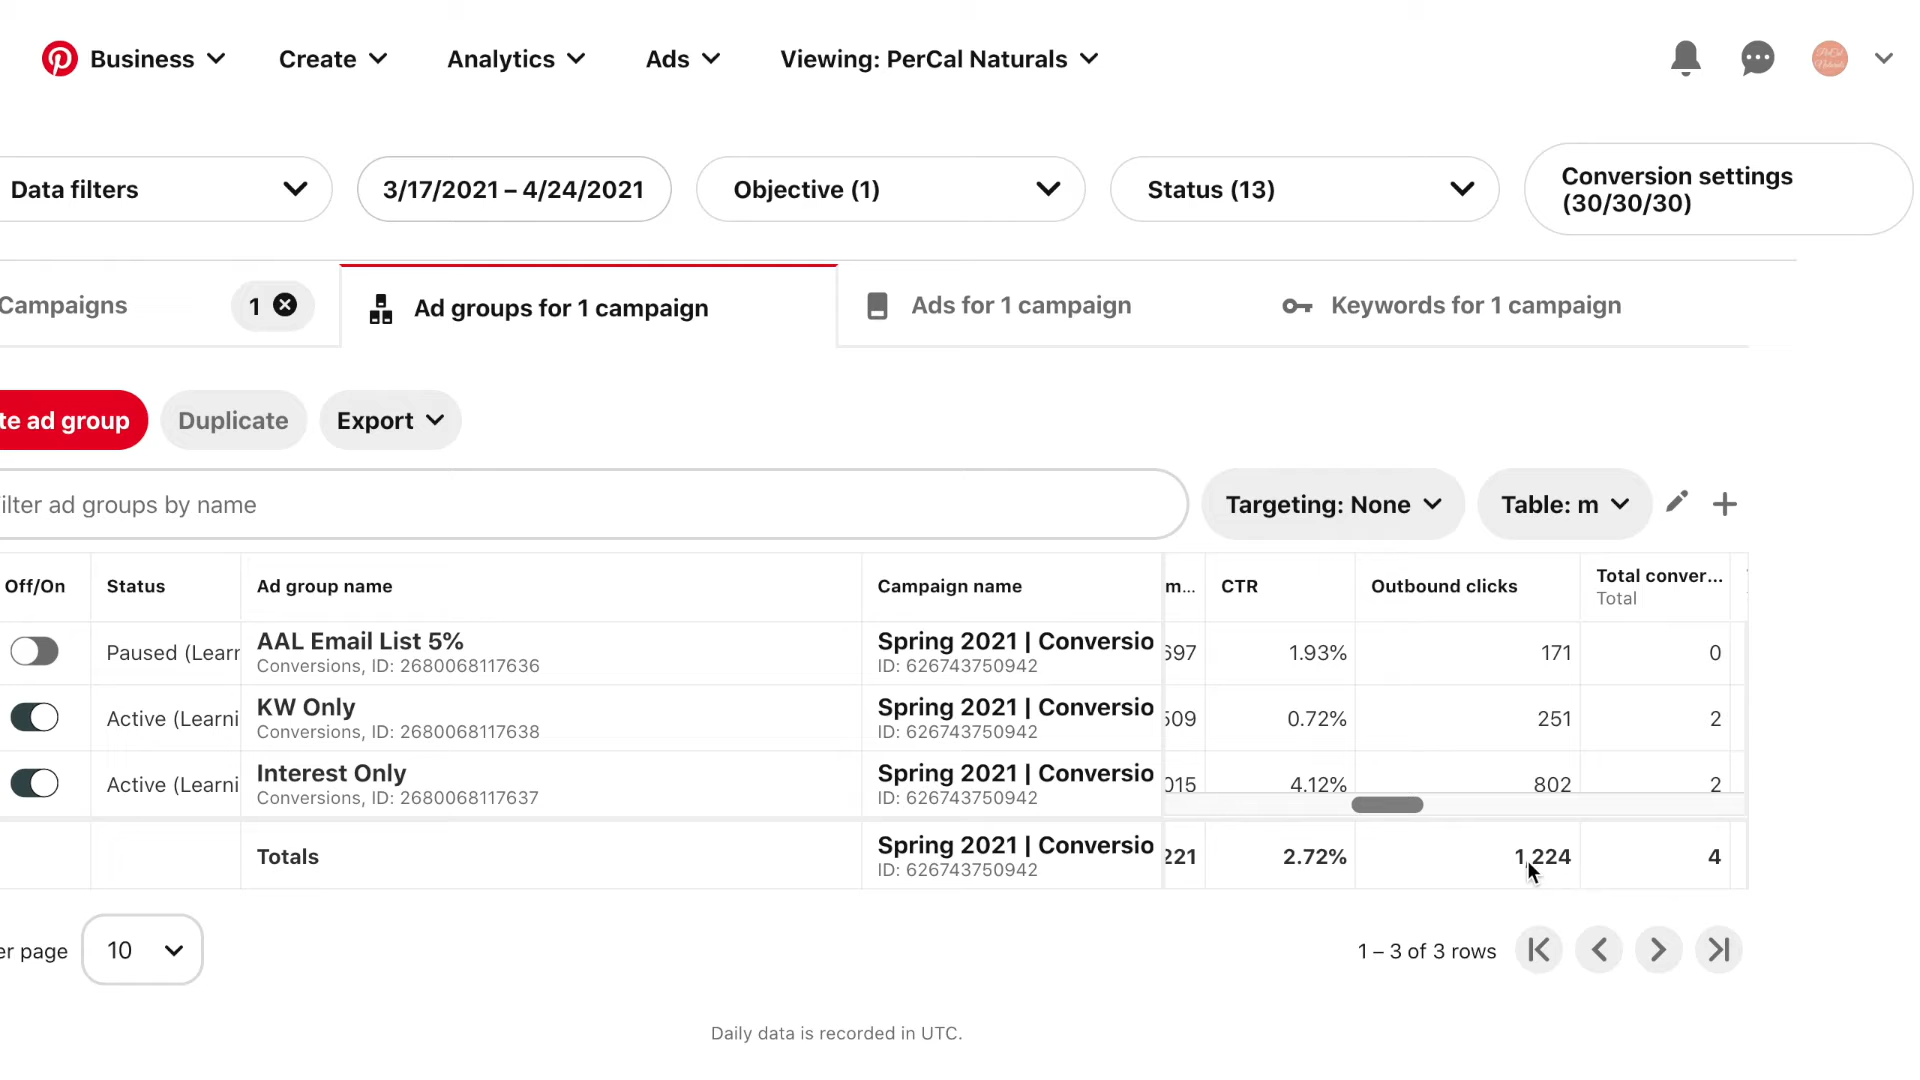 Business
Create
Analytics
Ads
Viewing: PerCal Naturals
Data filters
3/17/2021 – 4/24/2021
Objective (1)
Status (13)
Conversion settings
(30/30/30)
Campaigns
1
Ad groups for 1 campaign
Ads for 1 campaign
Keywords for 1 campaign
te ad group
Duplicate
Export
ilter ad groups by name
Targeting: None
Table: m
Off/On
Status
Ad group name
Campaign name
m...
CTR
Outbound clicks
Total conver...
Total
Paused (Learr
AAL Email List 5%
Conversions, ID: 2680068117636
Spring 2021 | Conversio
ID: 626743750942
697
1.93%
171
0
Active (Learni
KW Only
Conversions, ID: 2680068117638
Spring 2021 | Conversio
ID: 626743750942
509
0.72%
251
2
Active (Learni
Interest Only
Conversions, ID: 2680068117637
Spring 2021 | Conversio
ID: 626743750942
015
4.12%
802
2
Totals
Spring 2021 | Conversio
ID: 626743750942
221
2.72%
1,224
4
er page
10
1 – 3 of 3 rows
Daily data is recorded in UTC.